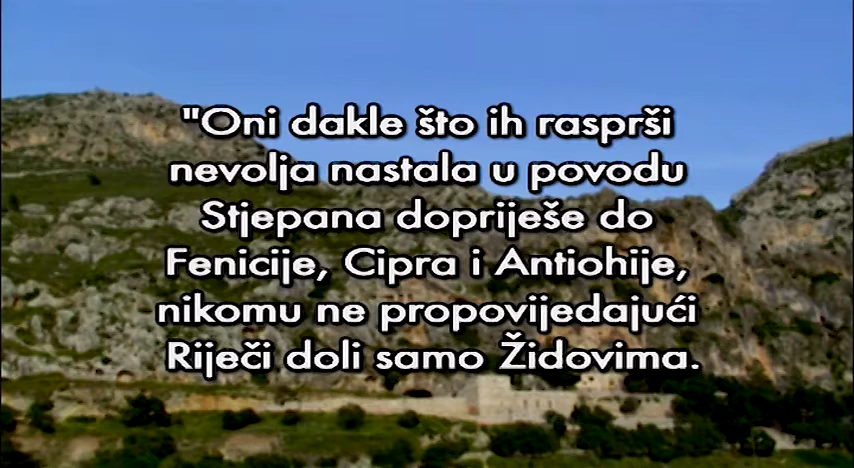 "Oni dakle što ih rasprši
nevolja nastala u povodu
Stjepana dopriješe do
Fenicije, Cipra i Antiohije,
nikomu ne propovijedajući
Riječi doli samo Židovima.